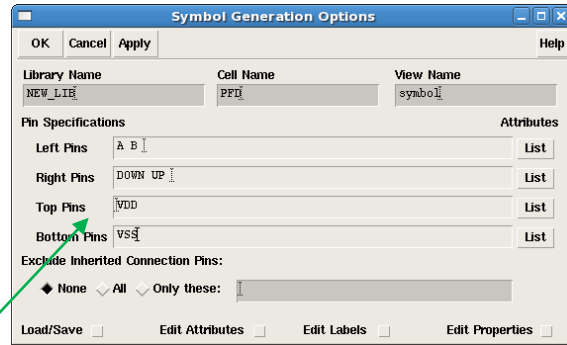 Symbol Generation Options
OK Cancel Apply Help
Library Name Cell Name View Name
NEW_LIB PFD symbol
Pin Specifications Attributes
Left Pins A B List
Right Pins DOWN UP List
Top Pins VDD List
Bottom Pins VSS List
Exclude Inherited Connection Pins:
None All Only these:
Load/Save Edit Attributes Edit Labels Edit Properties